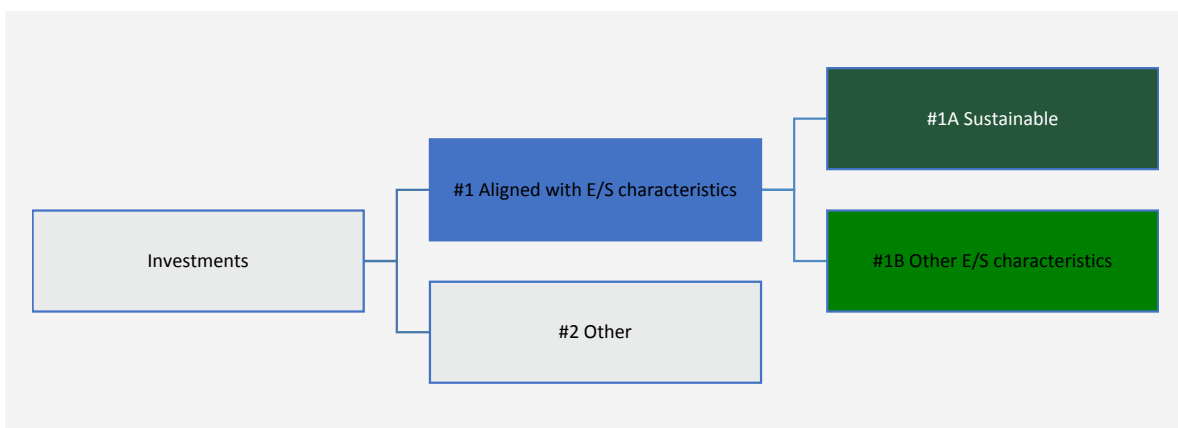 #1A Sustainable
#1 Aligned with E/S characteristics
Investments
#1B Other E/S characteristics
#2 Other